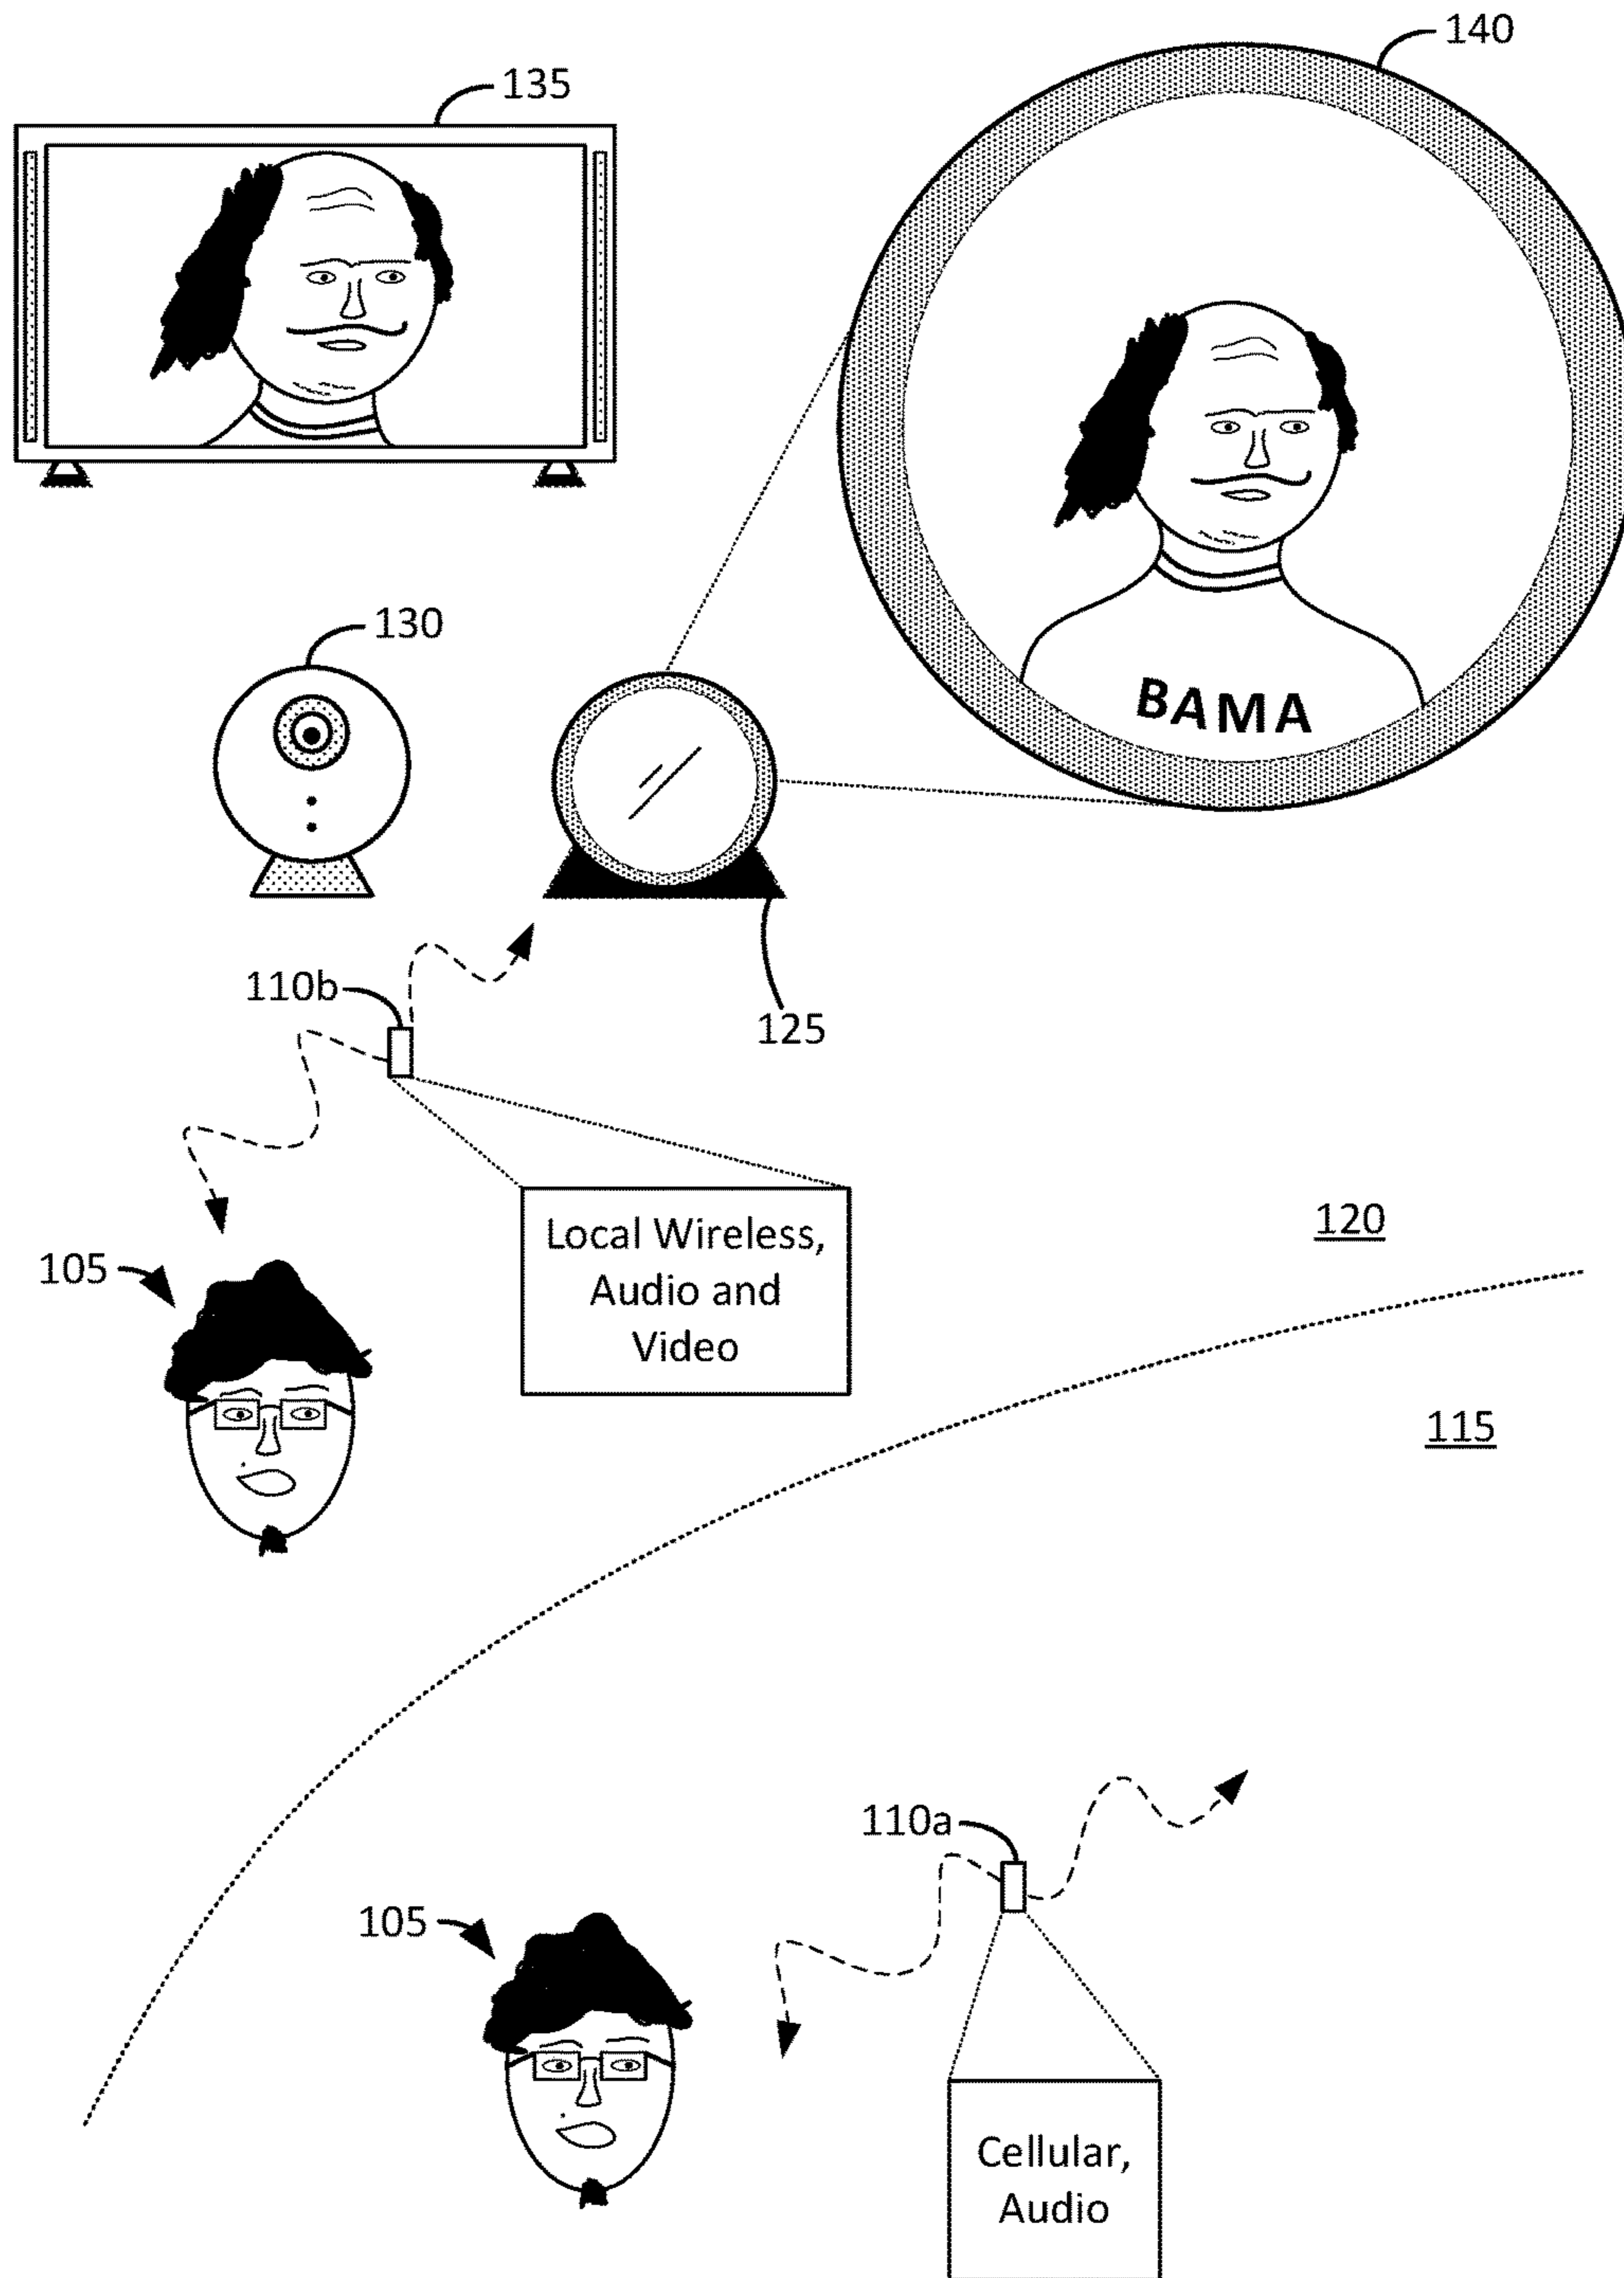 140
135
130
BAMA
110b
125
Local Wireless,
Audio and
Video
120
105
115
110a
105
Cellular,
Audio